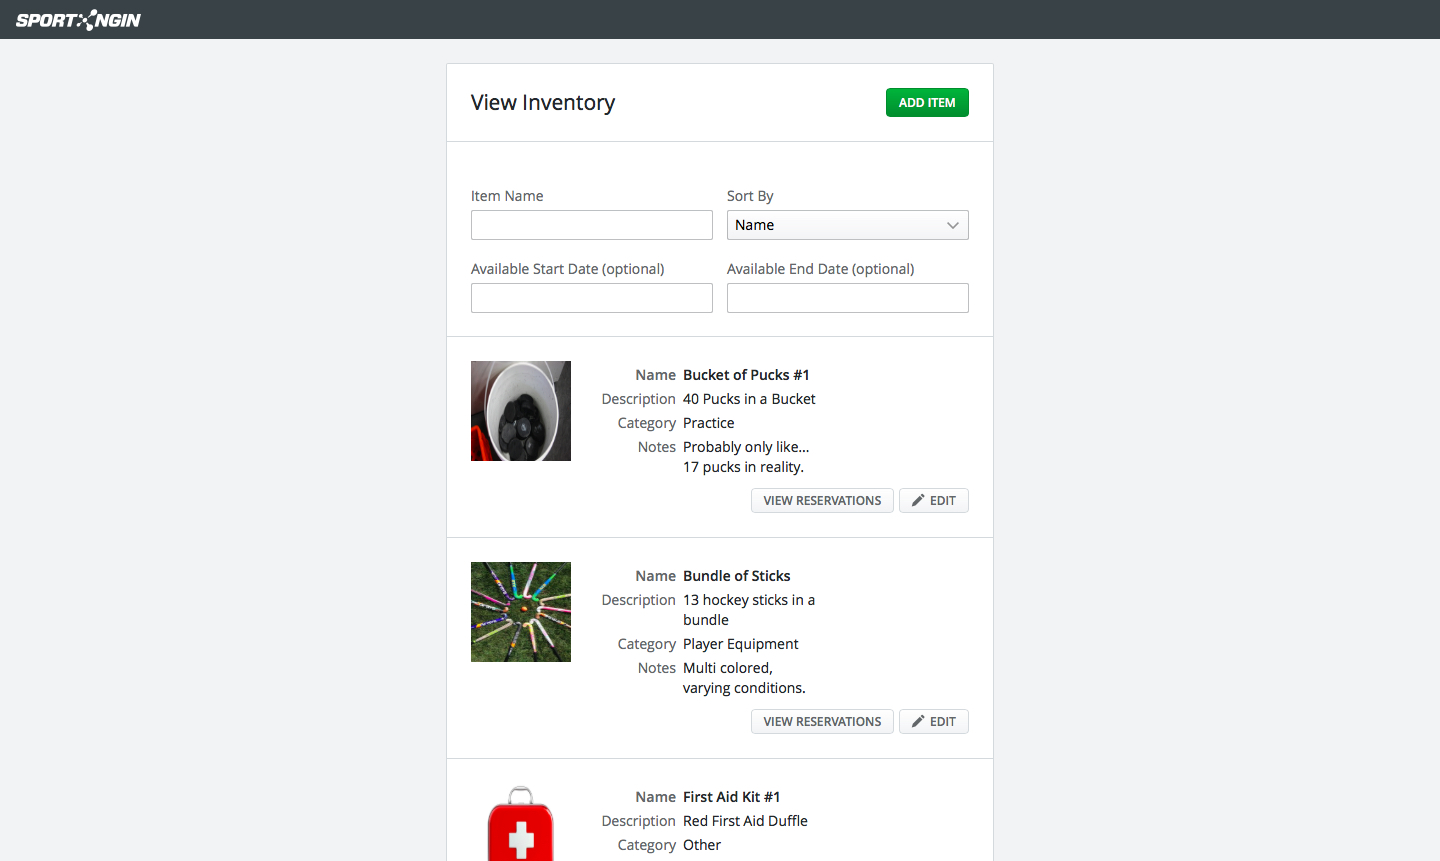 SPORT NGIN
View Inventory
ADD ITEM
Item Name
Sort By
Name
Available Start Date (optional)
Available End Date (optional)
Name Bucket of Pucks #1
Description 40 Pucks in a Bucket
Category Practice
Notes Probably only like...
17 pucks in reality.
VIEW RESERVATIONS
EDIT
Name Bundle of Sticks
Description 13 hockey sticks in a
bundle
Category Player Equipment
Notes Multi colored,
varying conditions.
VIEW RESERVATIONS
EDIT
Name First Aid Kit #1
Description Red First Aid Duffle
Category Other